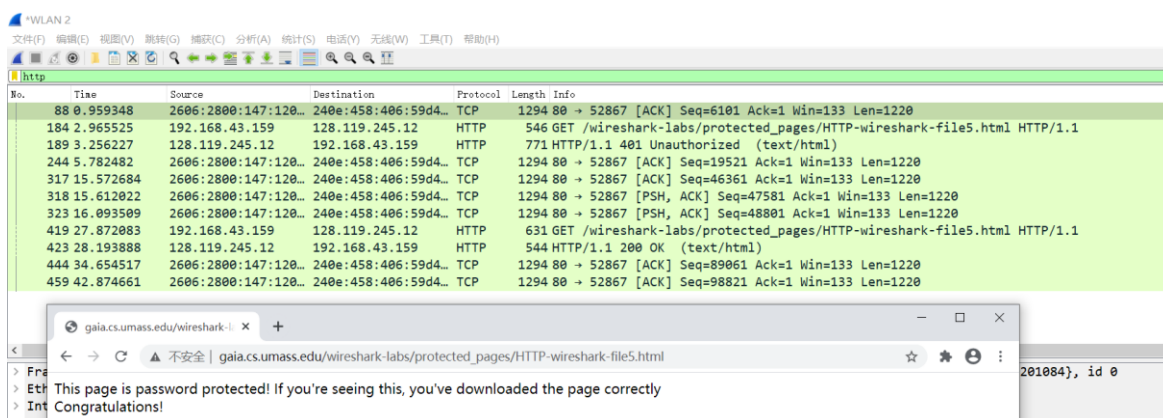 *WLAN 2
文件(F) 编辑(E) 视图(V) 跳转(G) 捕获(C) 分析(A) 统计(S) 电话(Y) 无线(W) 工具(T) 帮助(H)
http
No. Time Source Destination Protocol Length Info
88 0.959348 2606:2800:147:120… 240e:458:406:59d4… TCP 1294 80 → 52867 [ACK] Seq=6101 Ack=1 Win=133 Len=1220
184 2.965525 192.168.43.159 128.119.245.12 HTTP 546 GET /wireshark-labs/protected_pages/HTTP-wireshark-file5.html HTTP/1.1
189 3.256227 128.119.245.12 192.168.43.159 HTTP 771 HTTP/1.1 401 Unauthorized (text/html)
244 5.782482 2606:2800:147:120… 240e:458:406:59d4… TCP 1294 80 → 52867 [ACK] Seq=19521 Ack=1 Win=133 Len=1220
317 15.572684 2606:2800:147:120… 240e:458:406:59d4… TCP 1294 80 → 52867 [ACK] Seq=46361 Ack=1 Win=133 Len=1220
318 15.612022 2606:2800:147:120… 240e:458:406:59d4… TCP 1294 80 → 52867 [PSH, ACK] Seq=47581 Ack=1 Win=133 Len=1220
323 16.093509 2606:2800:147:120… 240e:458:406:59d4… TCP 1294 80 → 52867 [PSH, ACK] Seq=48801 Ack=1 Win=133 Len=1220
419 27.872083 192.168.43.159 128.119.245.12 HTTP 631 GET /wireshark-labs/protected_pages/HTTP-wireshark-file5.html HTTP/1.1
423 28.193888 128.119.245.12 192.168.43.159 HTTP 544 HTTP/1.1 200 OK (text/html)
444 34.654517 2606:2800:147:120… 240e:458:406:59d4… TCP 1294 80 → 52867 [ACK] Seq=89061 Ack=1 Win=133 Len=1220
459 42.874661 2606:2800:147:120… 240e:458:406:59d4… TCP 1294 80 → 52867 [ACK] Seq=98821 Ack=1 Win=133 Len=1220
gaia.cs.umass.edu/wireshark-l
不安全 | gaia.cs.umass.edu/wireshark-labs/protected_pages/HTTP-wireshark-file5.html
Fra 201084}, id 0
Eth This page is password protected! If you're seeing this, you've downloaded the page correctly
Int Congratulations!